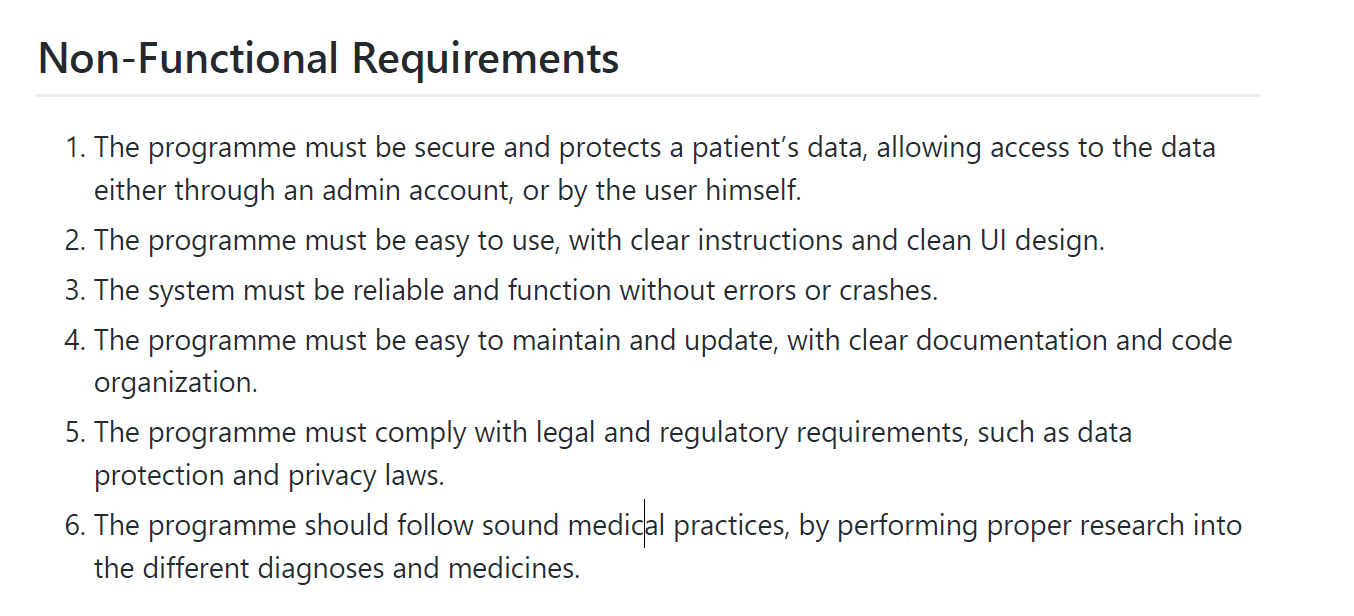 Non-Functional Requirements
1. The programme must be secure and protects a patient’s data, allowing access to the data
either through an admin account, or by the user himself.
2. The programme must be easy to use, with clear instructions and clean UI design.
3. The system must be reliable and function without errors or crashes.
4. The programme must be easy to maintain and update, with clear documentation and code
organization.
5. The programme must comply with legal and regulatory requirements, such as data
protection and privacy laws.
6. The programme should follow sound medical practices, by performing proper research into
the different diagnoses and medicines.